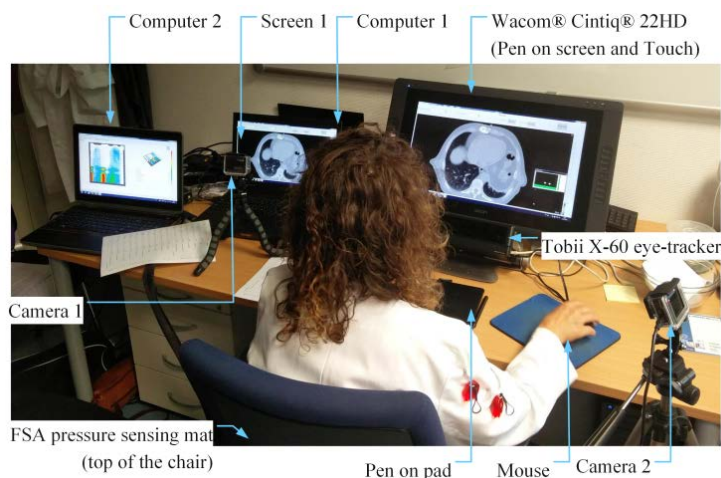 Computer 2
Screen 1
Computer 1
Wacom® Cintiq® 22HD
(Pen on screen and Touch)
Tobii X-60 eye-tracker
Camera 1
FSA pressure sensing mat
(top of the chair)
Pen on pad
Mouse
Camera 2